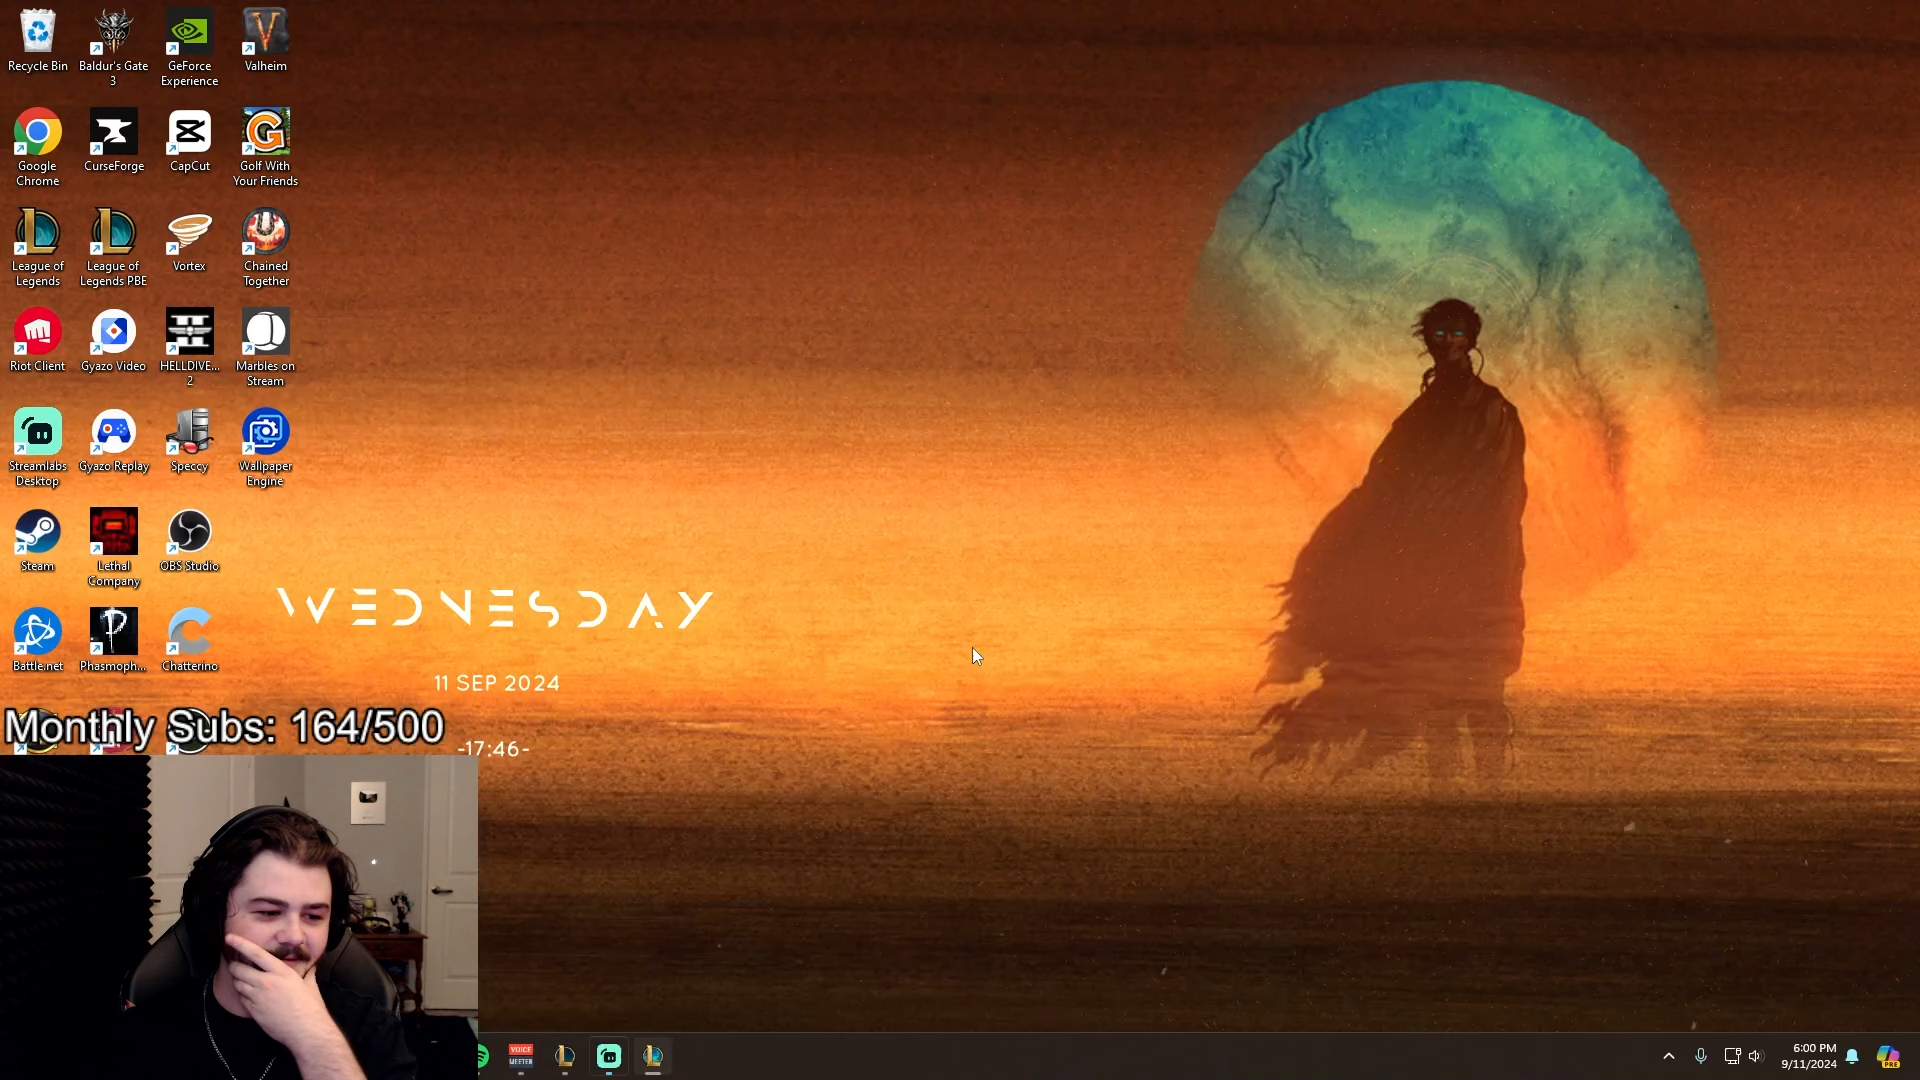 Recycle Bin
Baldur's Gate
3
GeForce
Experience
Valheim
Google
Chrome
CurseForge
CapCut
Golf With
Your Friends
League of
Legends
League of
Legends PBE
Vortex
Chained
Together
Riot Client
Gyazo Video
HELLDIVE...
2
Marbles on
Stream
Streamlabs
Desktop
Gyazo Replay
Speccy
Wallpaper
Engine
Steam
Lethal
Company
OBS Studio
Battle.net
Phasmoph...
Chatterino
WEDNESDAY
11 SEP 2024
-17:46-
Monthly Subs: 164/500
VOICE
MEETER
6:00 PM
9/11/2024
PRE